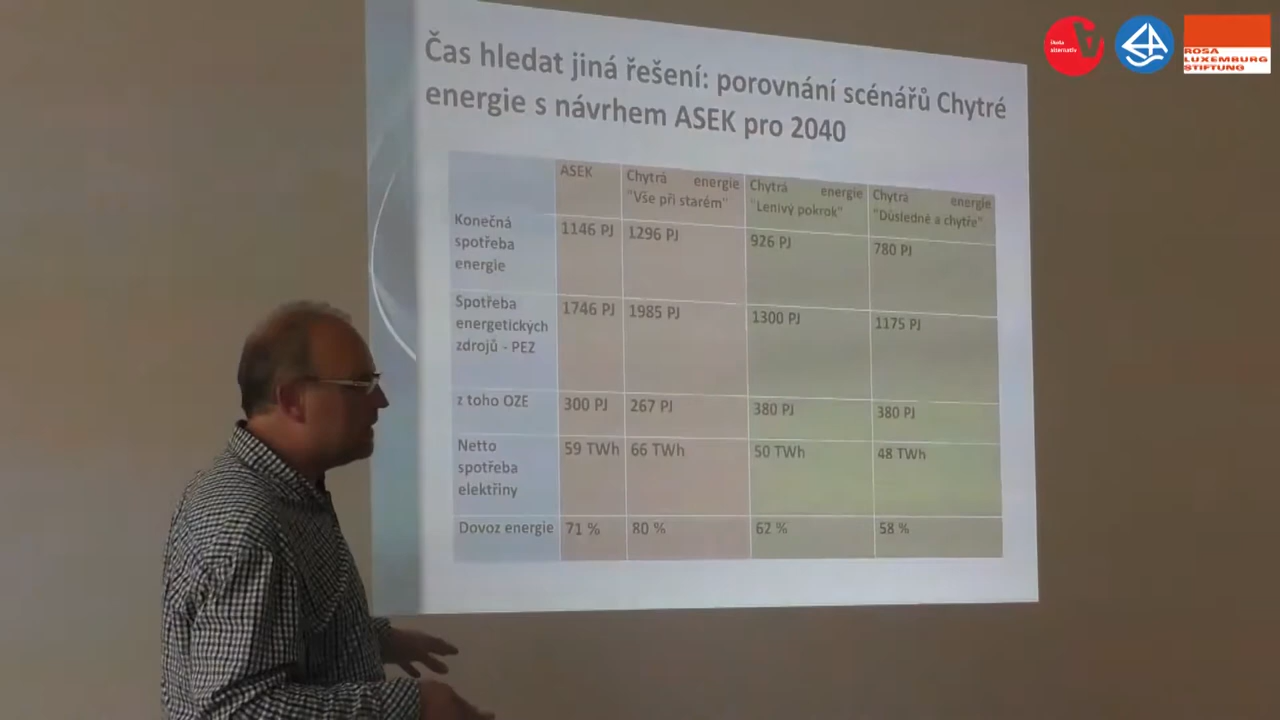 škola
alternativ
ROSA
LUXEMBURG
STIFTUNG
Čas hledat jiná řešení: porovnání scénářů Chytré
energie s návrhem ASEK pro 2040
ASEK
Chytrá energie
"Vše při starém"
Chytrá energie
"Lenivý pokrok"
Chytrá energie
"Důsledně a chytře"
Konečná
spotřeba
energie
1146 PJ
1296 PJ
926 PJ
780 PJ
Spotřeba
energetických
zdrojů - PEZ
1746 PJ
1985 PJ
1300 PJ
1175 PJ
z toho OZE
300 PJ
267 PJ
380 PJ
380 PJ
Netto
spotřeba
elektřiny
59 TWh
66 TWh
50 TWh
48 TWh
Dovoz energie
71 %
80 %
62 %
58 %